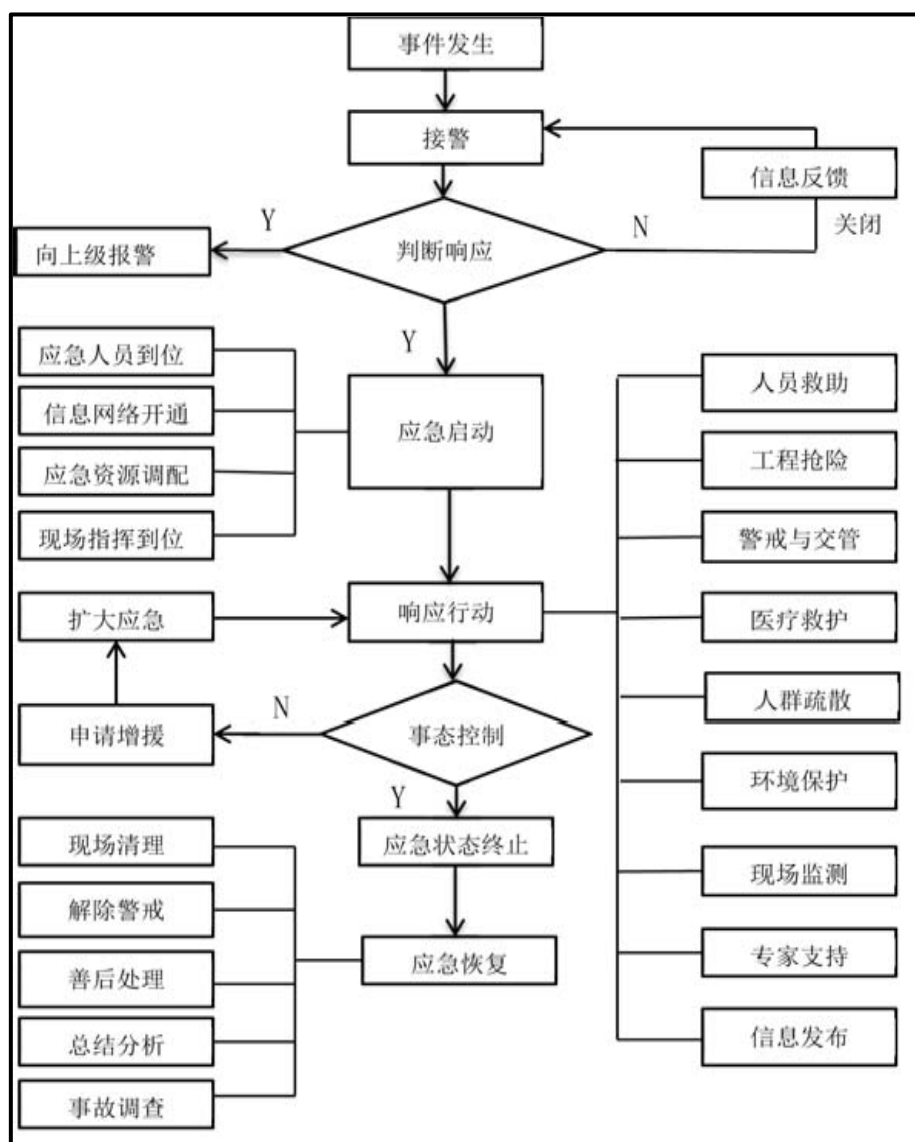 事件发生
接警
信息反馈
关闭
Y
N
向上级报警
判断响应
Y
应急人员到位
信息网络开通
应急资源调配
现场指挥到位
应急启动
人员救助
工程抢险
警戒与交管
医疗救护
人群疏散
环境保护
现场监测
专家支持
信息发布
扩大应急
响应行动
申请增援
N
事态控制
Y
应急状态终止
应急恢复
现场清理
解除警戒
善后处理
总结分析
事故调查